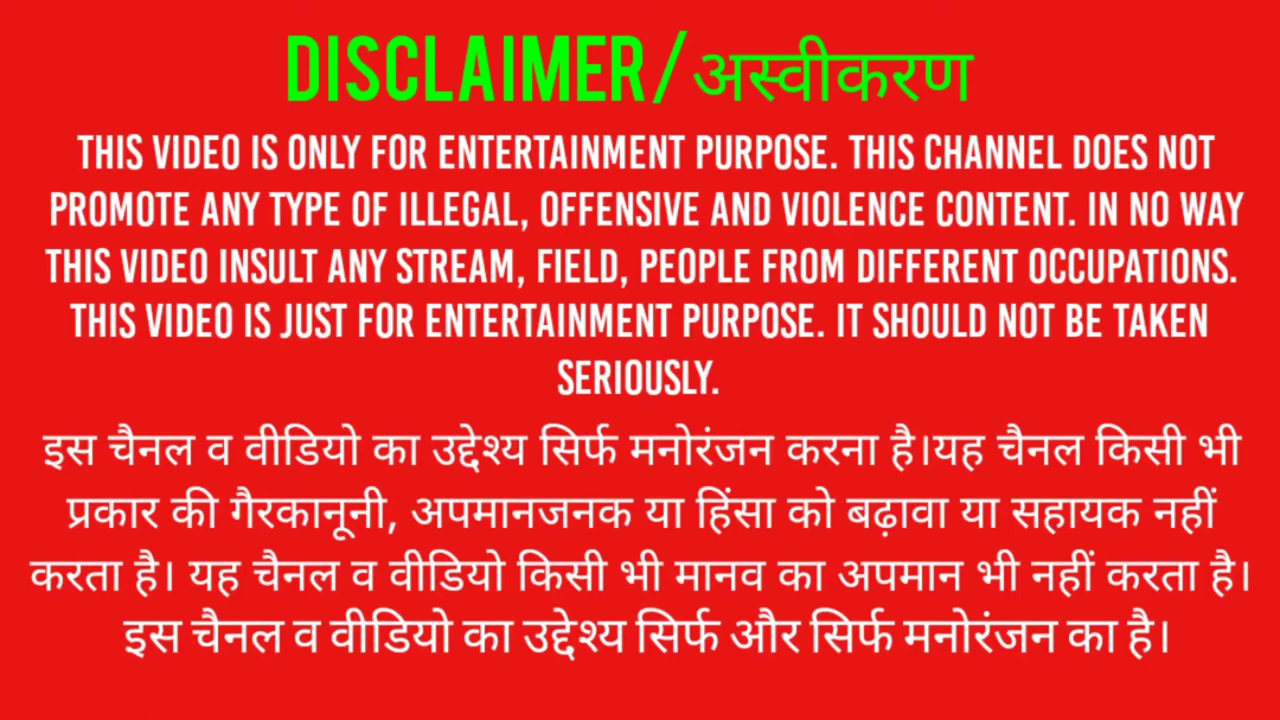 DISCLAIMER/अस्वीकरण
THIS VIDEO IS ONLY FOR ENTERTAINMENT PURPOSE. THIS CHANNEL DOES NOT
PROMOTE ANY TYPE OF ILLEGAL, OFFENSIVE AND VIOLENCE CONTENT. IN NO WAY
THIS VIDEO INSULT ANY STREAM, FIELD, PEOPLE FROM DIFFERENT OCCUPATIONS.
THIS VIDEO IS JUST FOR ENTERTAINMENT PURPOSE. IT SHOULD NOT BE TAKEN
SERIOUSLY.
इस चैनल व वीडियो का उद्देश्य सिर्फ मनोरंजन करना है।यह चैनल किसी भी
प्रकार की गैरकानूनी, अपमानजनक या हिंसा को बढ़ावा या सहायक नहीं
करता है। यह चैनल व वीडियो किसी भी मानव का अपमान भी नहीं करता है।
इस चैनल व वीडियो का उद्देश्य सिर्फ और सिर्फ मनोरंजन का है।